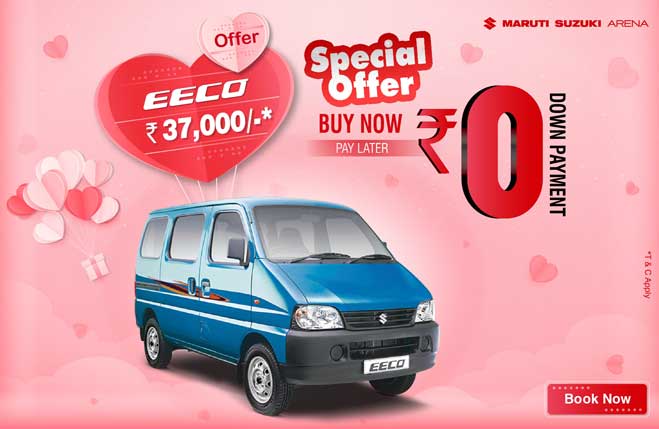 MARUTI SUZUKI ARENA
Offer
EECO
₹ 37,000/-*
Special
Offer
BUY NOW
PAY LATER
₹0
DOWN PAYMENT
EECO
*T & C Apply
Book Now